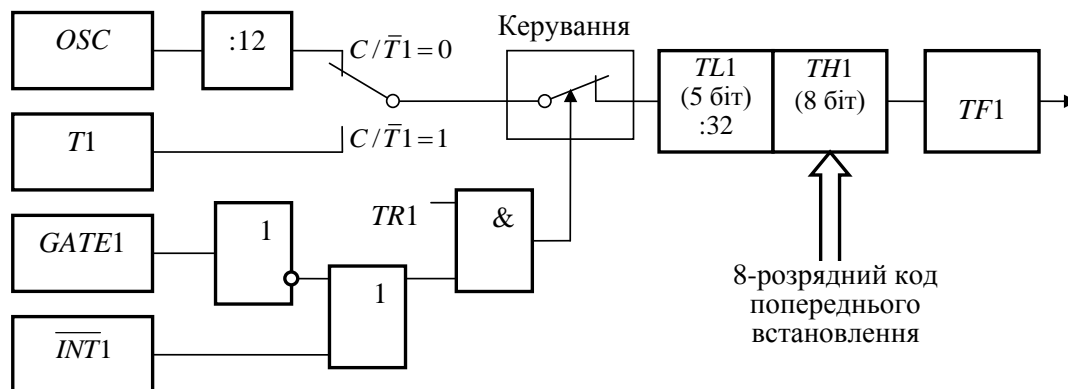 OSC
:12
C/T̅1=0
Керування
TL1
(5 біт)
:32
TH1
(8 біт)
TF1
T1
C/T̅1=1
GATE1
1
TR1
&
1
I̅N̅T̅1
8-розрядний код
попереднього
встановлення